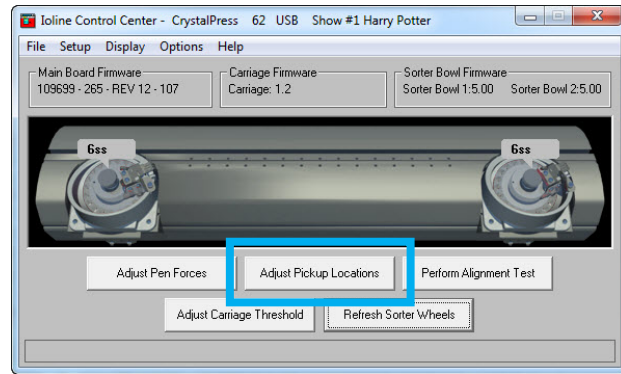 Ioline Control Center - CrystalPress 62 USB Show #1 Harry Potter
File Setup Display Options Help
Main Board Firmware
109699 - 265 - REV 12 - 107
Carriage Firmware
Carriage: 1.2
Sorter Bowl Firmware
Sorter Bowl 1:5.00 Sorter Bowl 2:5.00
6ss
6ss
Adjust Pen Forces
Adjust Pickup Locations
Perform Alignment Test
Adjust Carriage Threshold
Refresh Sorter Wheels